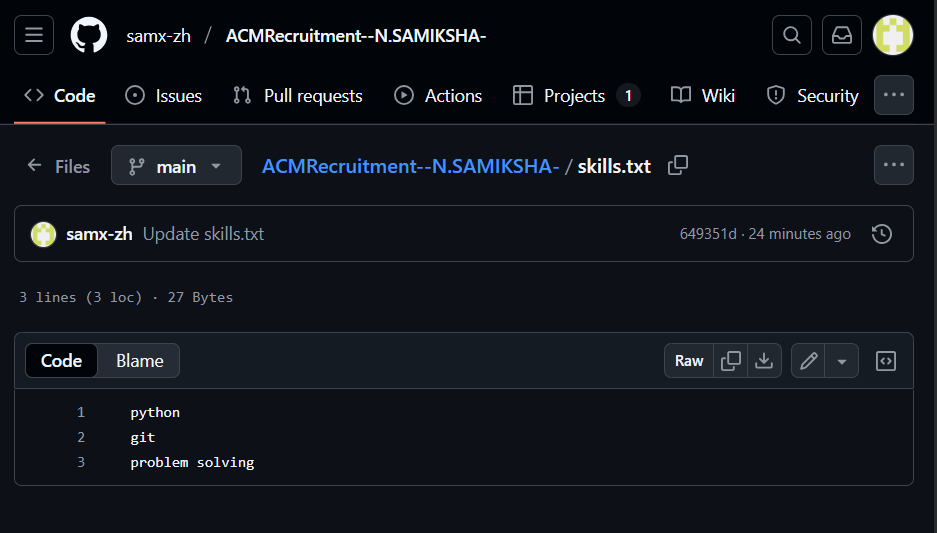 samx-zh / ACMRecruitment--N.SAMIKSHA-
Code Issues Pull requests Actions Projects 1 Wiki Security
Files main ACMRecruitment--N.SAMIKSHA- / skills.txt
samx-zh Update skills.txt 649351d · 24 minutes ago
3 lines (3 loc) · 27 Bytes
Code Blame Raw
1 python
2 git
3 problem solving